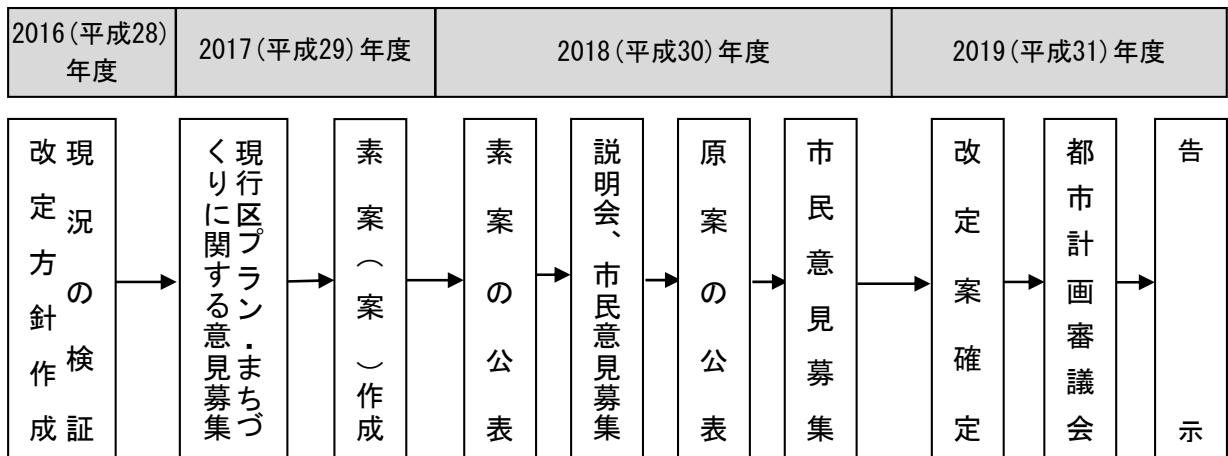 2016(平成28)
年度
2017(平成29)年度
2018(平成30)年度
2019(平成31)年度
現況の検証
改定方針作成
現行区プラン・まちづ
くりに関する意見募集
素案(案)作成
素案の公表
説明会、市民意見募集
原案の公表
市民意見募集
改定案確定
都市計画審議会
告示